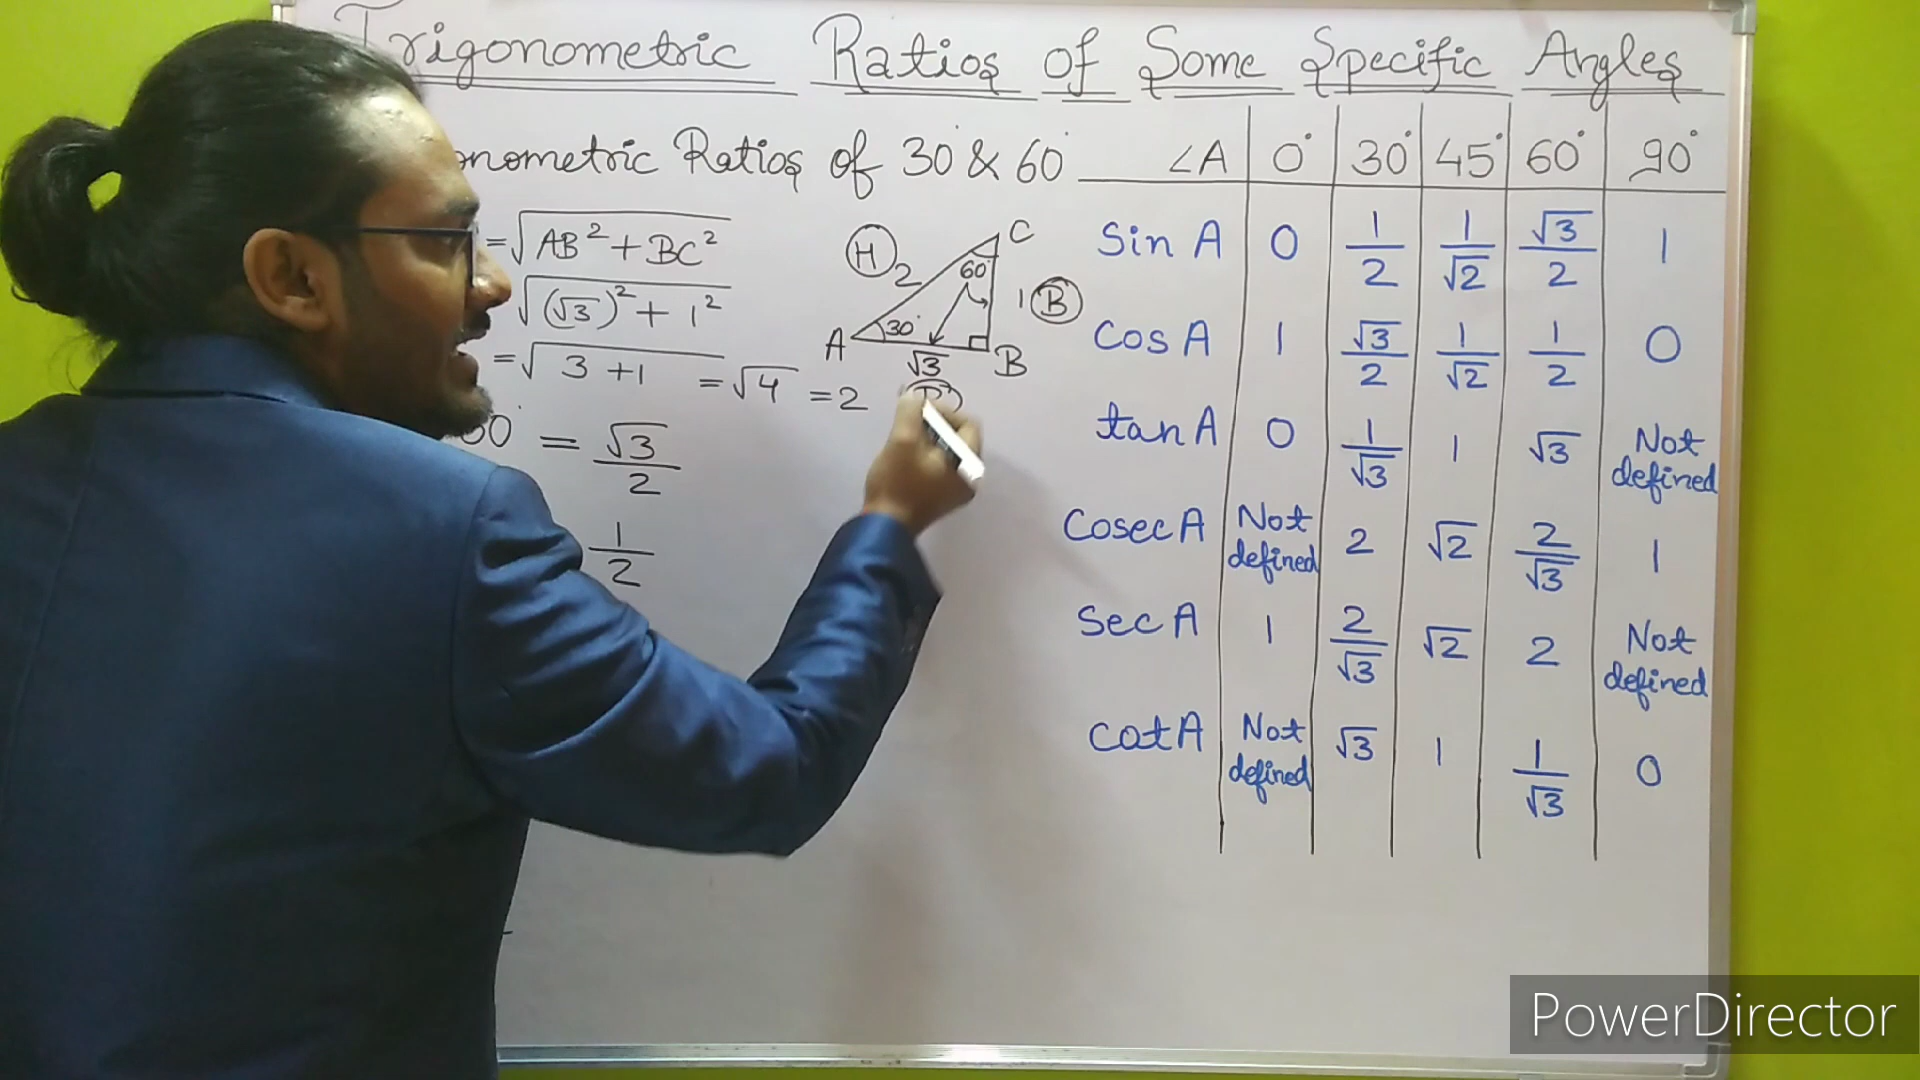 Trigonometric Ratios of Some Specific Angles
onometric Ratios of 30° & 60°
= √(AB² + BC²)
√((√3)² + 1²)
= √(3 + 1) = √4 = 2
= √3/2
1/2
C
H 2 60°
1 B
A 30°
√3 B
∠A 0° 30° 45° 60° 90°
Sin A 0 1/2 1/√2 √3/2 1
Cos A 1 √3/2 1/√2 1/2 0
tan A 0 1/√3 1 √3 Not defined
Cosec A Not defined 2 √2 2/√3 1
Sec A 1 2/√3 √2 2 Not defined
Cot A Not defined √3 1 1/√3 0
PowerDirector